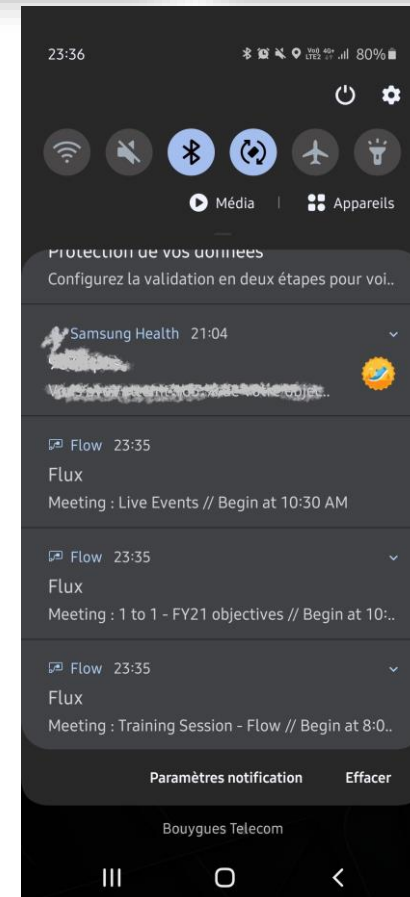 23:36
Vo) 4G+
LTE2
80%
Média | Appareils
Protection de vos données
Configurez la validation en deux étapes pour voi..
Samsung Health 21:04
Flow 23:35
Flux
Meeting : Live Events // Begin at 10:30 AM
Flow 23:35
Flux
Meeting : 1 to 1 - FY21 objectives // Begin at 10:..
Flow 23:35
Flux
Meeting : Training Session - Flow // Begin at 8:0..
Paramètres notification Effacer
Bouygues Telecom